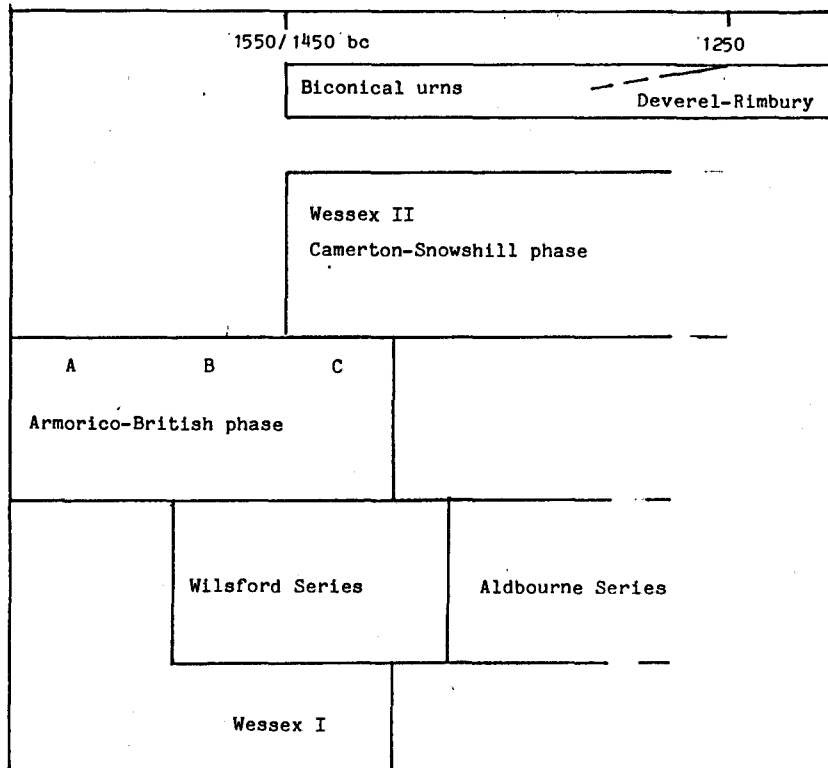 1550/1450 bc 1250
Biconical urns
Deverel-Rimbury
Wessex II
Camerton-Snowshill phase
A B C
Armorico-British phase
Wilsford Series Aldbourne Series
Wessex I